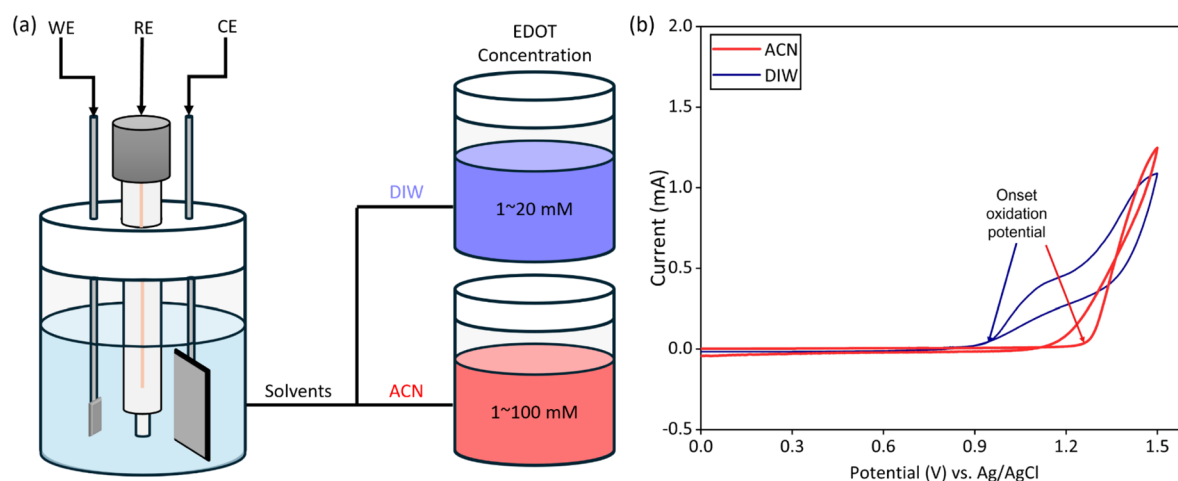 (a)
WE
RE
CE
EDOT
Concentration
DIW
1~20 mM
Solvents
ACN
1~100 mM
(b)
2.0
1.5
1.0
0.5
0.0
-0.5
Current (mA)
ACN
DIW
Onset
oxidation
potential
0.0
0.3
0.6
0.9
1.2
1.5
Potential (V) vs. Ag/AgCl